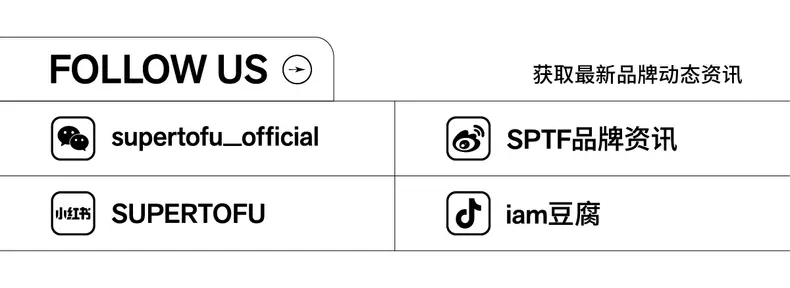 FOLLOW US
获取最新品牌动态资讯
supertofu_official
SPTF品牌资讯
小红书
SUPERTOFU
iam豆腐